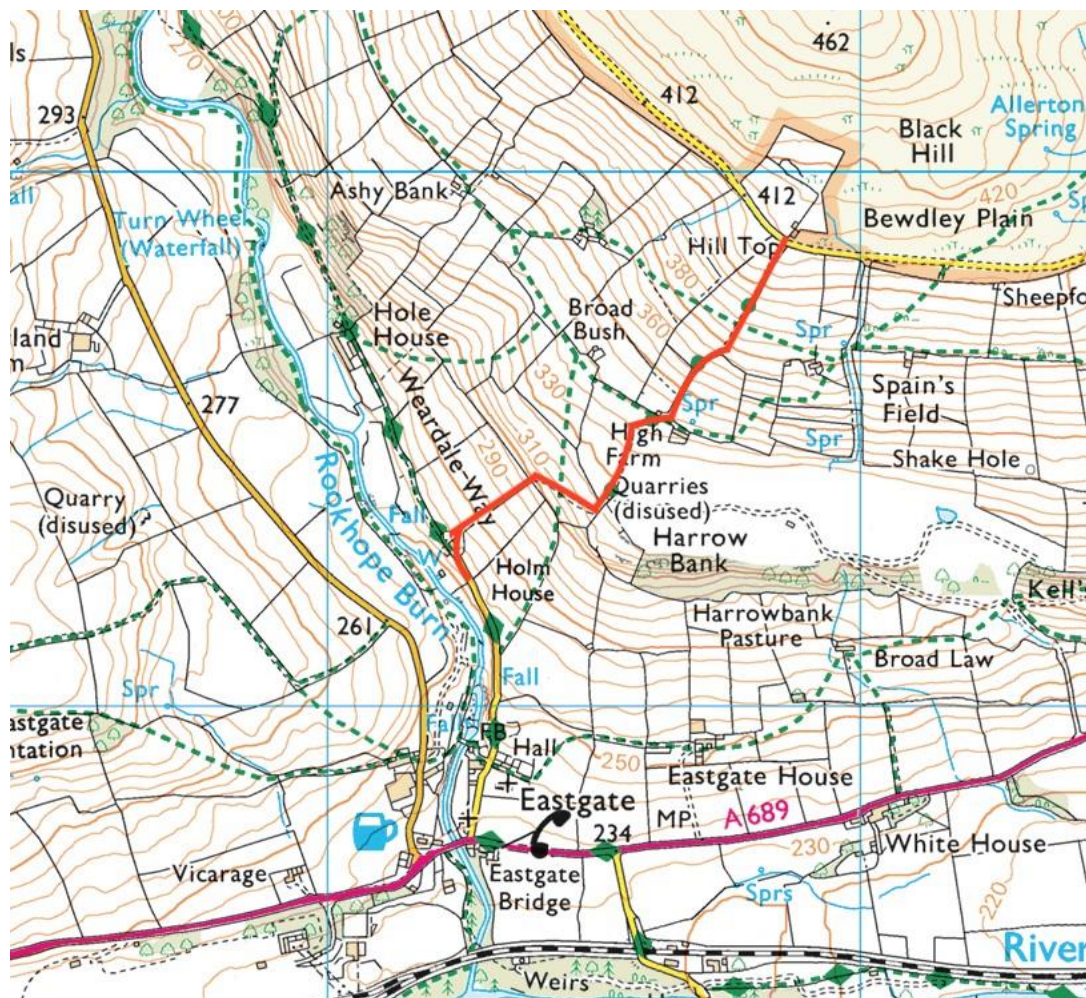 462
412
293
Allerton
Spring
Black
Hill
Ashy Bank
412
420
Turn Wheel
(Waterfall)
Bewdley Plain
Hill Top
380
Hole
House
Broad
Bush
360
Spr
Sheepfo
277
330
Weardale Way
Spr
Spain's
Field
High
Farm
Spr
310
290
Shake Hole
Quarry
(disused)
Rookhope Burn
Quarries
(disused)
Fall
W
Harrow
Bank
Holm
House
261
Harrowbank
Pasture
Kell
Broad Law
Spr
Fall
FB
Hall
250
Eastgate House
Eastgate
MP
A 689
234
White House
Vicarage
Eastgate
Bridge
230
Sprs
220
River
Weirs